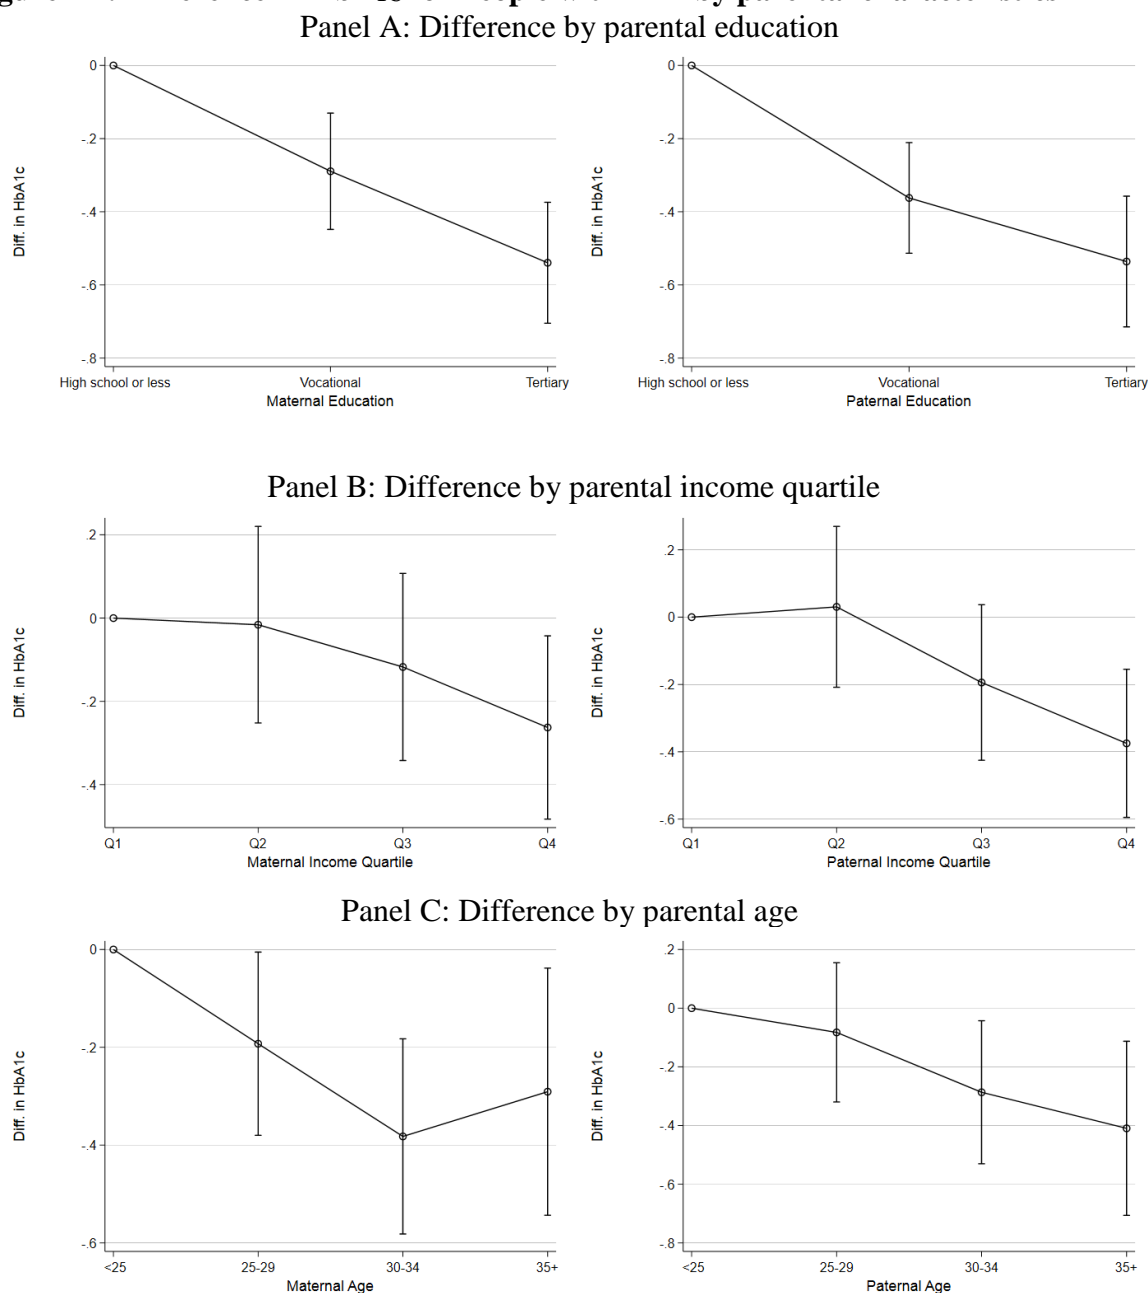 Panel A: Difference by parental education
0
-.2
-.4
-.6
-.8
Diff. in HbA1c
High school or less Vocational Tertiary
Maternal Education
0
-.2
-.4
-.6
-.8
Diff. in HbA1c
High school or less Vocational Tertiary
Paternal Education
Panel B: Difference by parental income quartile
.2
0
-.2
-.4
Diff. in HbA1c
Q1 Q2 Q3 Q4
Maternal Income Quartile
.2
0
-.2
-.4
-.6
Diff. in HbA1c
Q1 Q2 Q3 Q4
Paternal Income Quartile
Panel C: Difference by parental age
0
-.2
-.4
-.6
Diff. in HbA1c
<25 25-29 30-34 35+
Maternal Age
.2
0
-.2
-.4
-.6
-.8
Diff. in HbA1c
<25 25-29 30-34 35+
Paternal Age